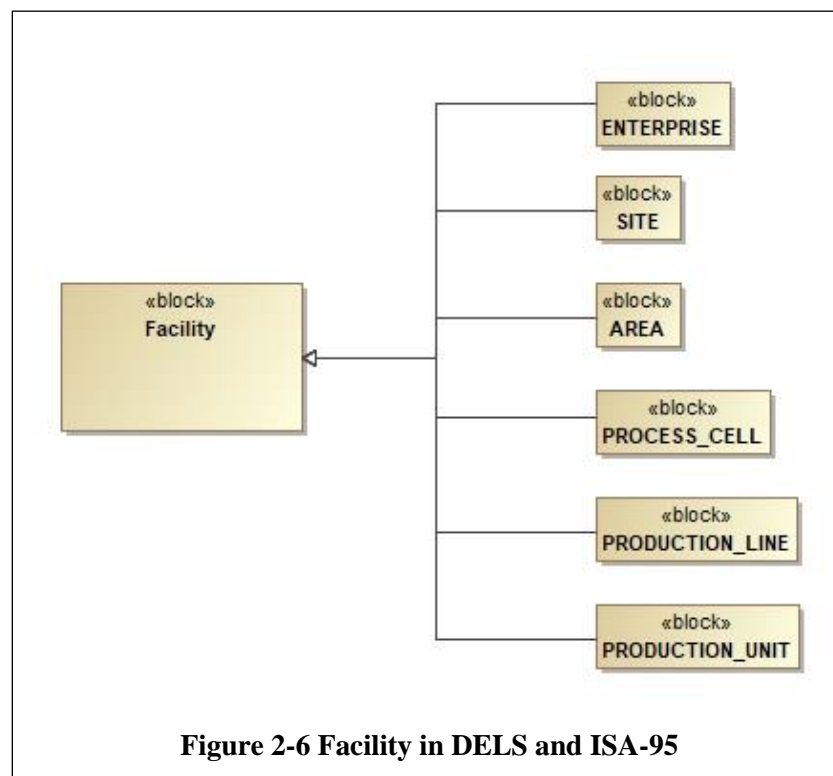 «block»
ENTERPRISE
«block»
SITE
«block»
Facility
«block»
AREA
«block»
PROCESS_CELL
«block»
PRODUCTION_LINE
«block»
PRODUCTION_UNIT
Figure 2-6 Facility in DELS and ISA-95